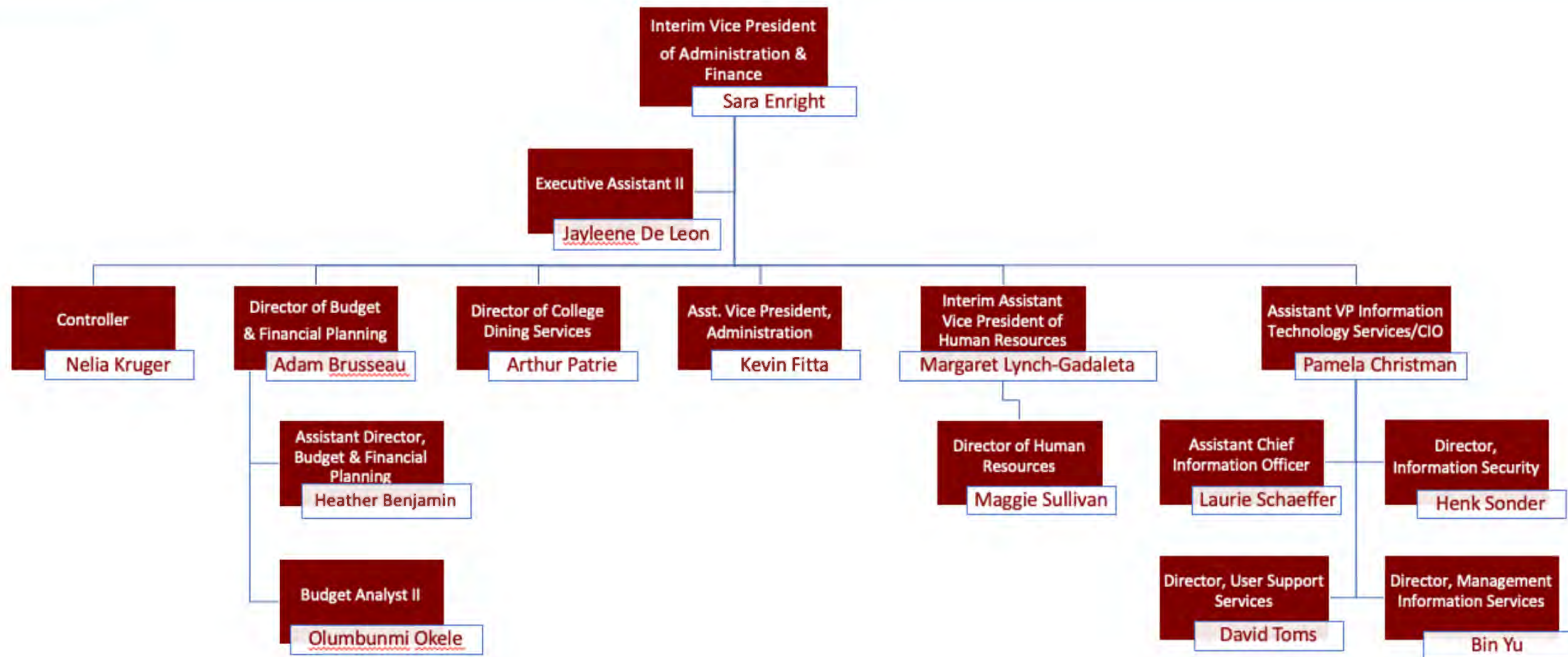 Interim Vice President
of Administration &
Finance
Sara Enright
Executive Assistant II
Jayleene De Leon
Controller
Nelia Kruger
Director of Budget
& Financial Planning
Adam Brusseau
Director of College
Dining Services
Arthur Patrie
Asst. Vice President,
Administration
Kevin Fitta
Interim Assistant
Vice President of
Human Resources
Margaret Lynch-Gadaleta
Assistant VP Information
Technology Services/CIO
Pamela Christman
Assistant Director,
Budget & Financial
Planning
Heather Benjamin
Director of Human
Resources
Maggie Sullivan
Assistant Chief
Information Officer
Laurie Schaeffer
Director,
Information Security
Henk Sonder
Budget Analyst II
Olumbunmi Okele
Director, User Support
Services
David Toms
Director, Management
Information Services
Bin Yu